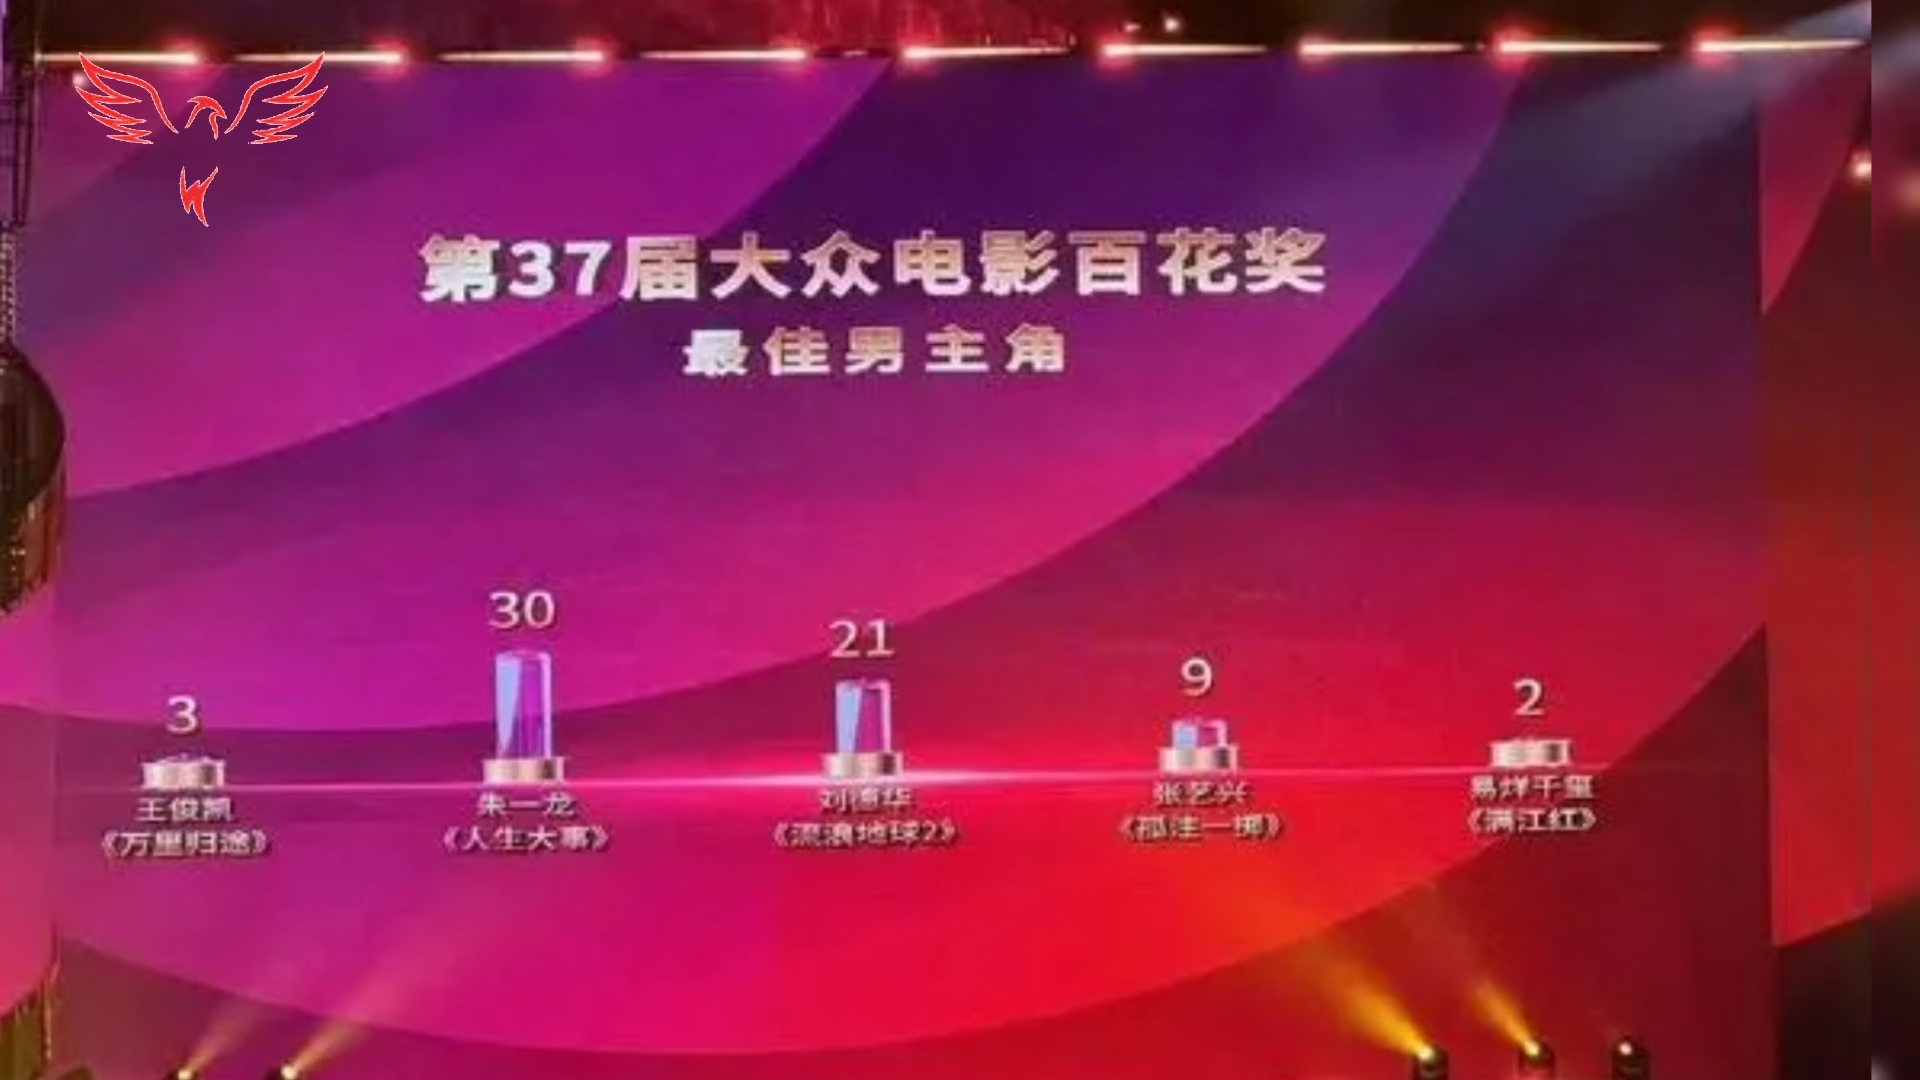 第37届大众电影百花奖
最佳男主角
3
30
21
9
2
王俊凯
朱一龙
刘德华
张艺兴
易烊千玺
《万里归途》
《人生大事》
《流浪地球2》
《孤注一掷》
《满江红》